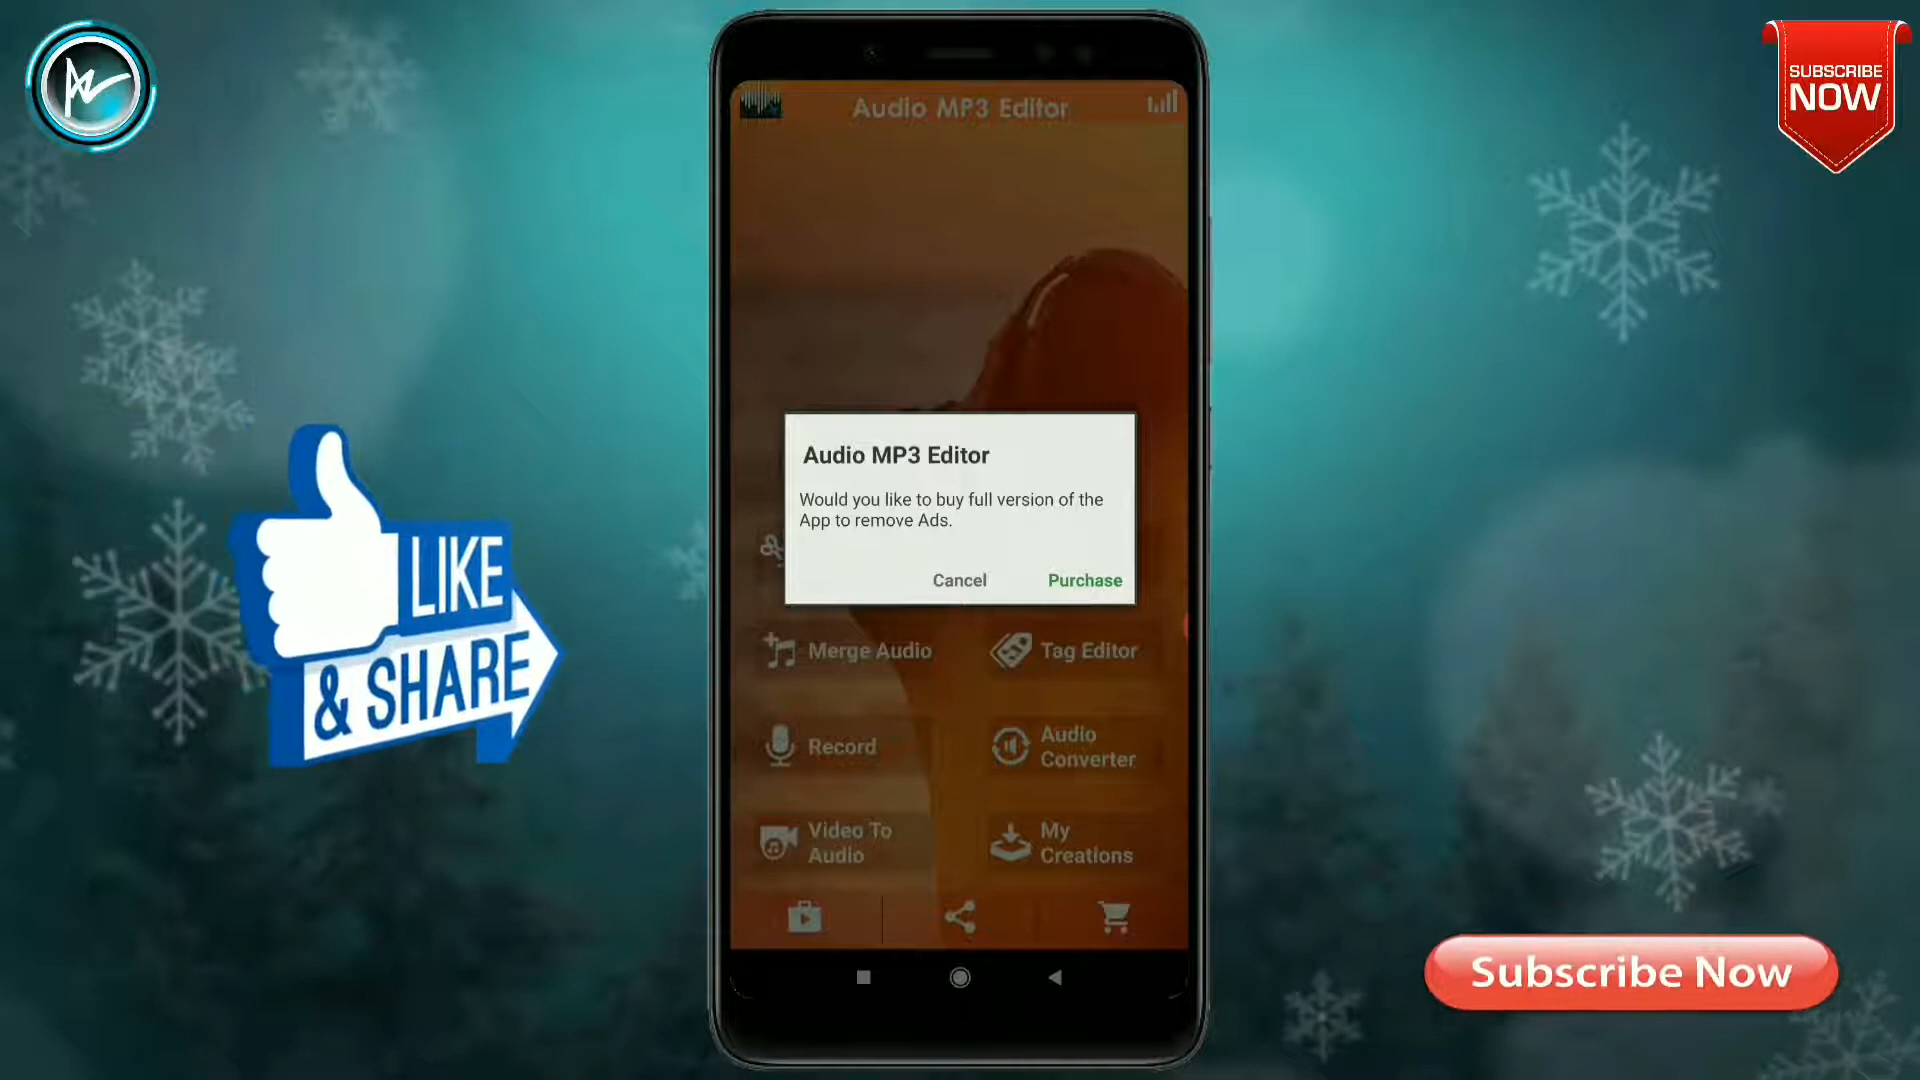 SUBSCRIBE
NOW
Audio MP3 Editor
Audio MP3 Editor
Would you like to buy full version of the
App to remove Ads.
Cancel
Purchase
LIKE
& SHARE
Merge Audio
Tag Editor
Record
Audio
Converter
Video To
Audio
My
Creations
Subscribe Now